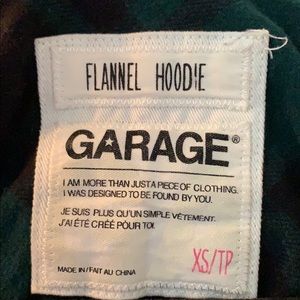 FLANNEL HOOD!E
GARAGE®
I AM MORE THAN JUST A PIECE OF CLOTHING.
I WAS DESIGNED TO BE FOUND BY YOU.
JE SUIS PLUS QU'UN SIMPLE VÊTEMENT.
J'AI ÉTÉ CRÉÉ POUR TOI.
XS/TP
MADE IN/FAIT AU CHINA